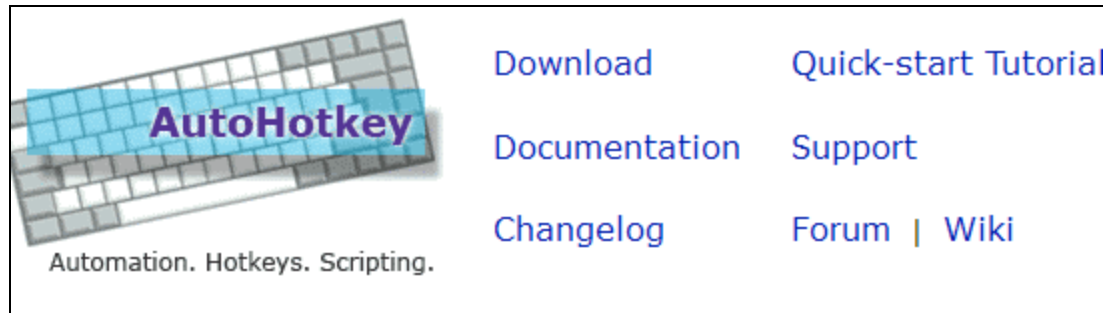 AutoHotkey
Automation. Hotkeys. Scripting.
Download
Quick-start Tutorial
Documentation
Support
Changelog
Forum | Wiki